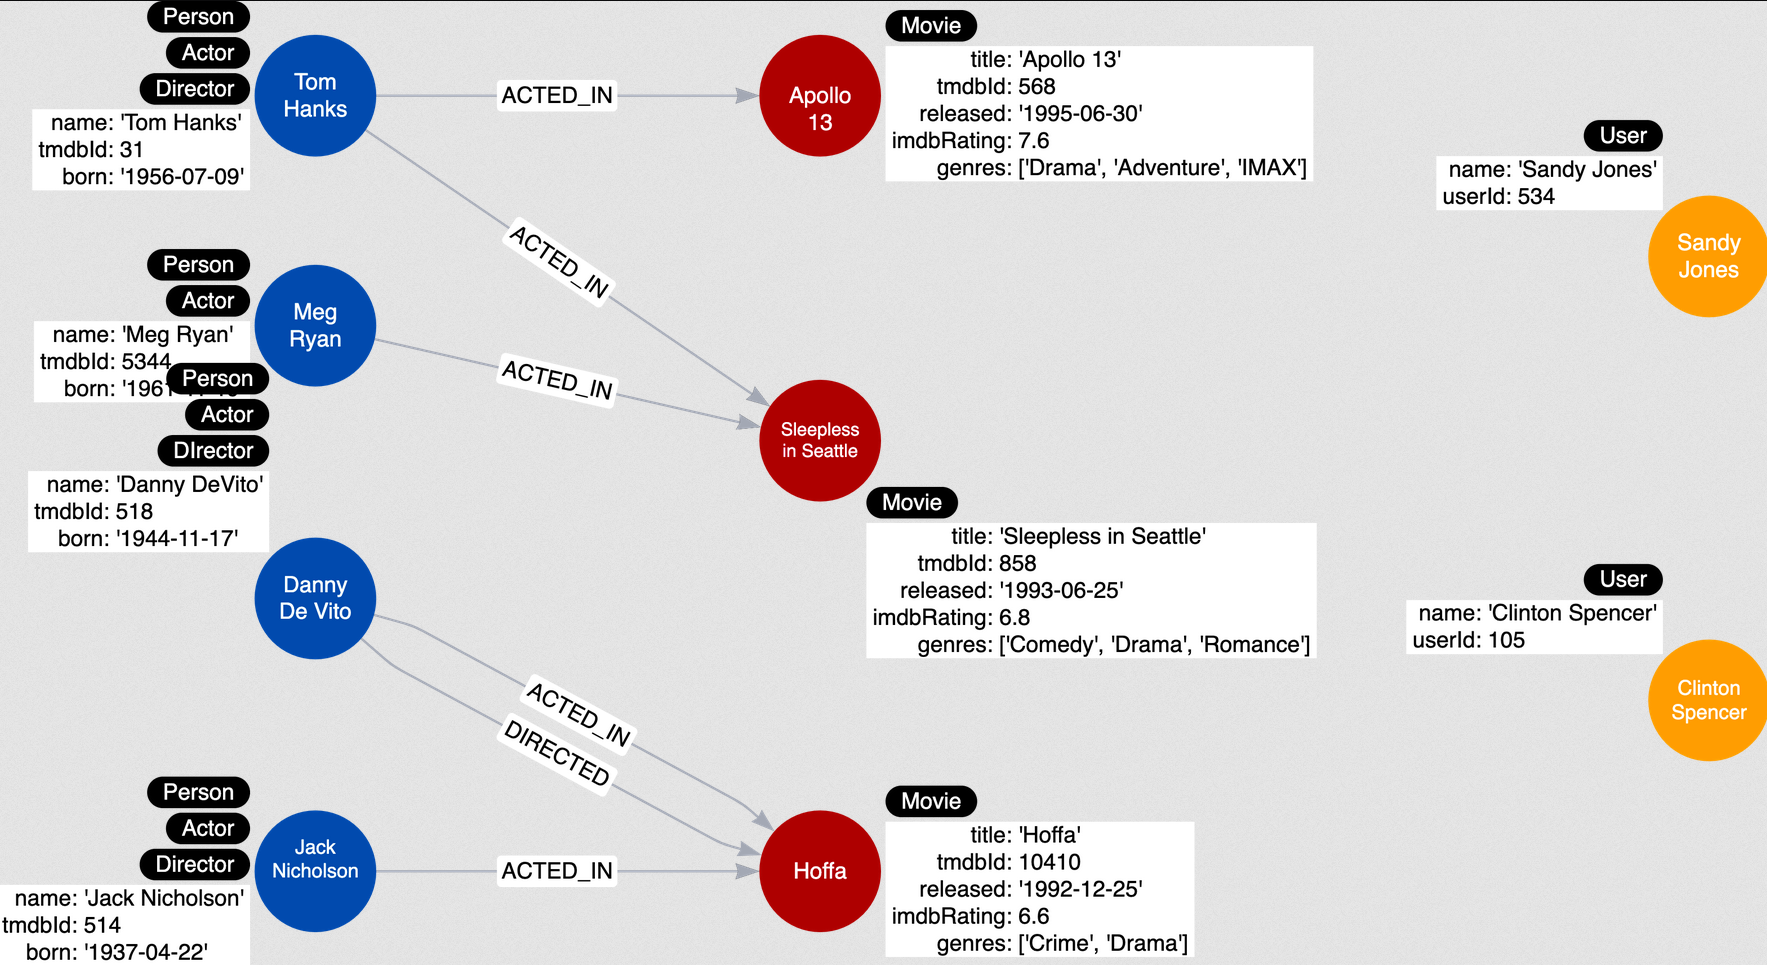 Person
Actor
Director
name: 'Tom Hanks'
tmdbId: 31
born: '1956-07-09'
Tom
Hanks
ACTED_IN
Apollo
13
Movie
title: 'Apollo 13'
tmdbId: 568
released: '1995-06-30'
imdbRating: 7.6
genres: ['Drama', 'Adventure', 'IMAX']
User
name: 'Sandy Jones'
userId: 534
Sandy
Jones
ACTED_IN
Person
Actor
name: 'Meg Ryan'
tmdbId: 5344
born:
Meg
Ryan
ACTED_IN
Sleepless
in Seattle
Movie
title: 'Sleepless in Seattle'
tmdbId: 858
released: '1993-06-25'
imdbRating: 6.8
genres: ['Comedy', 'Drama', 'Romance']
Person
Actor
DIrector
name: 'Danny DeVito'
tmdbId: 518
born: '1944-11-17'
Danny
De Vito
ACTED_IN
DIRECTED
User
name: 'Clinton Spencer'
userId: 105
Clinton
Spencer
Person
Actor
Director
name: 'Jack Nicholson'
tmdbId: 514
born: '1937-04-22'
Jack
Nicholson
ACTED_IN
Hoffa
Movie
title: 'Hoffa'
tmdbId: 10410
released: '1992-12-25'
imdbRating: 6.6
genres: ['Crime', 'Drama']